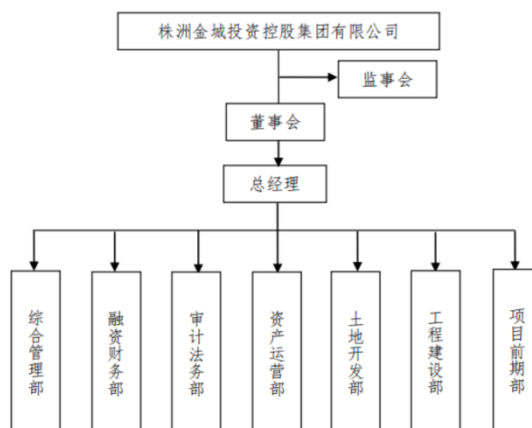 株洲金城投资控股集团有限公司
监事会
董事会
总经理
综合管理部
融资财务部
审计法务部
资产运营部
土地开发部
工程建设部
项目前期部